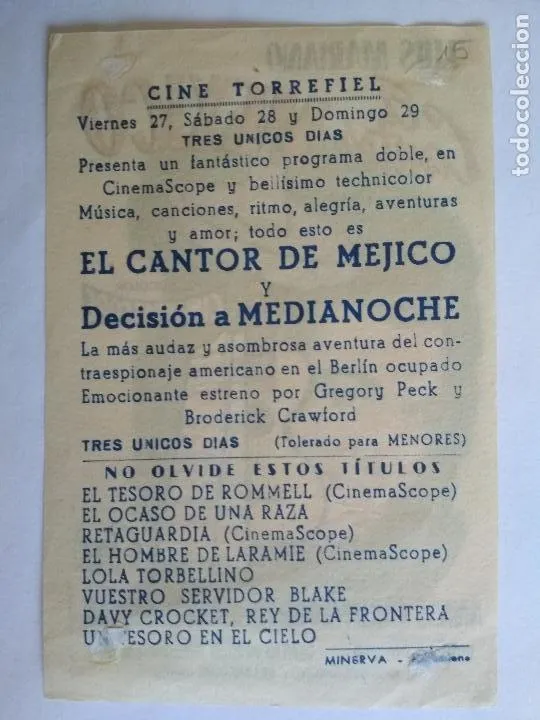 CINE TORREFIEL
Viernes 27, Sábado 28 y Domingo 29
TRES UNICOS DIAS
Presenta un fantástico programa doble, en
CinemaScope y bellísimo technicolor
Música, canciones, ritmo, alegría, aventuras
y amor; todo esto es
EL CANTOR DE MEJICO
Y
Decisión a MEDIANOCHE
La más audaz y asombrosa aventura del con-
traespionaje americano en el Berlín ocupado
Emocionante estreno por Gregory Peck y
Broderick Crawford
TRES UNICOS DIAS (Tolerado para MENORES)
NO OLVIDE ESTOS TÍTULOS
EL TESORO DE ROMMELL (CinemaScope)
EL OCASO DE UNA RAZA
RETAGUARDIA (CinemaScope)
EL HOMBRE DE LARAMIE (CinemaScope)
LOLA TORBELLINO
VUESTRO SERVIDOR BLAKE
DAVY CROCKET, REY DE LA FRONTERA
UN TESORO EN EL CIELO
MINERVA -
todocoleccion.net